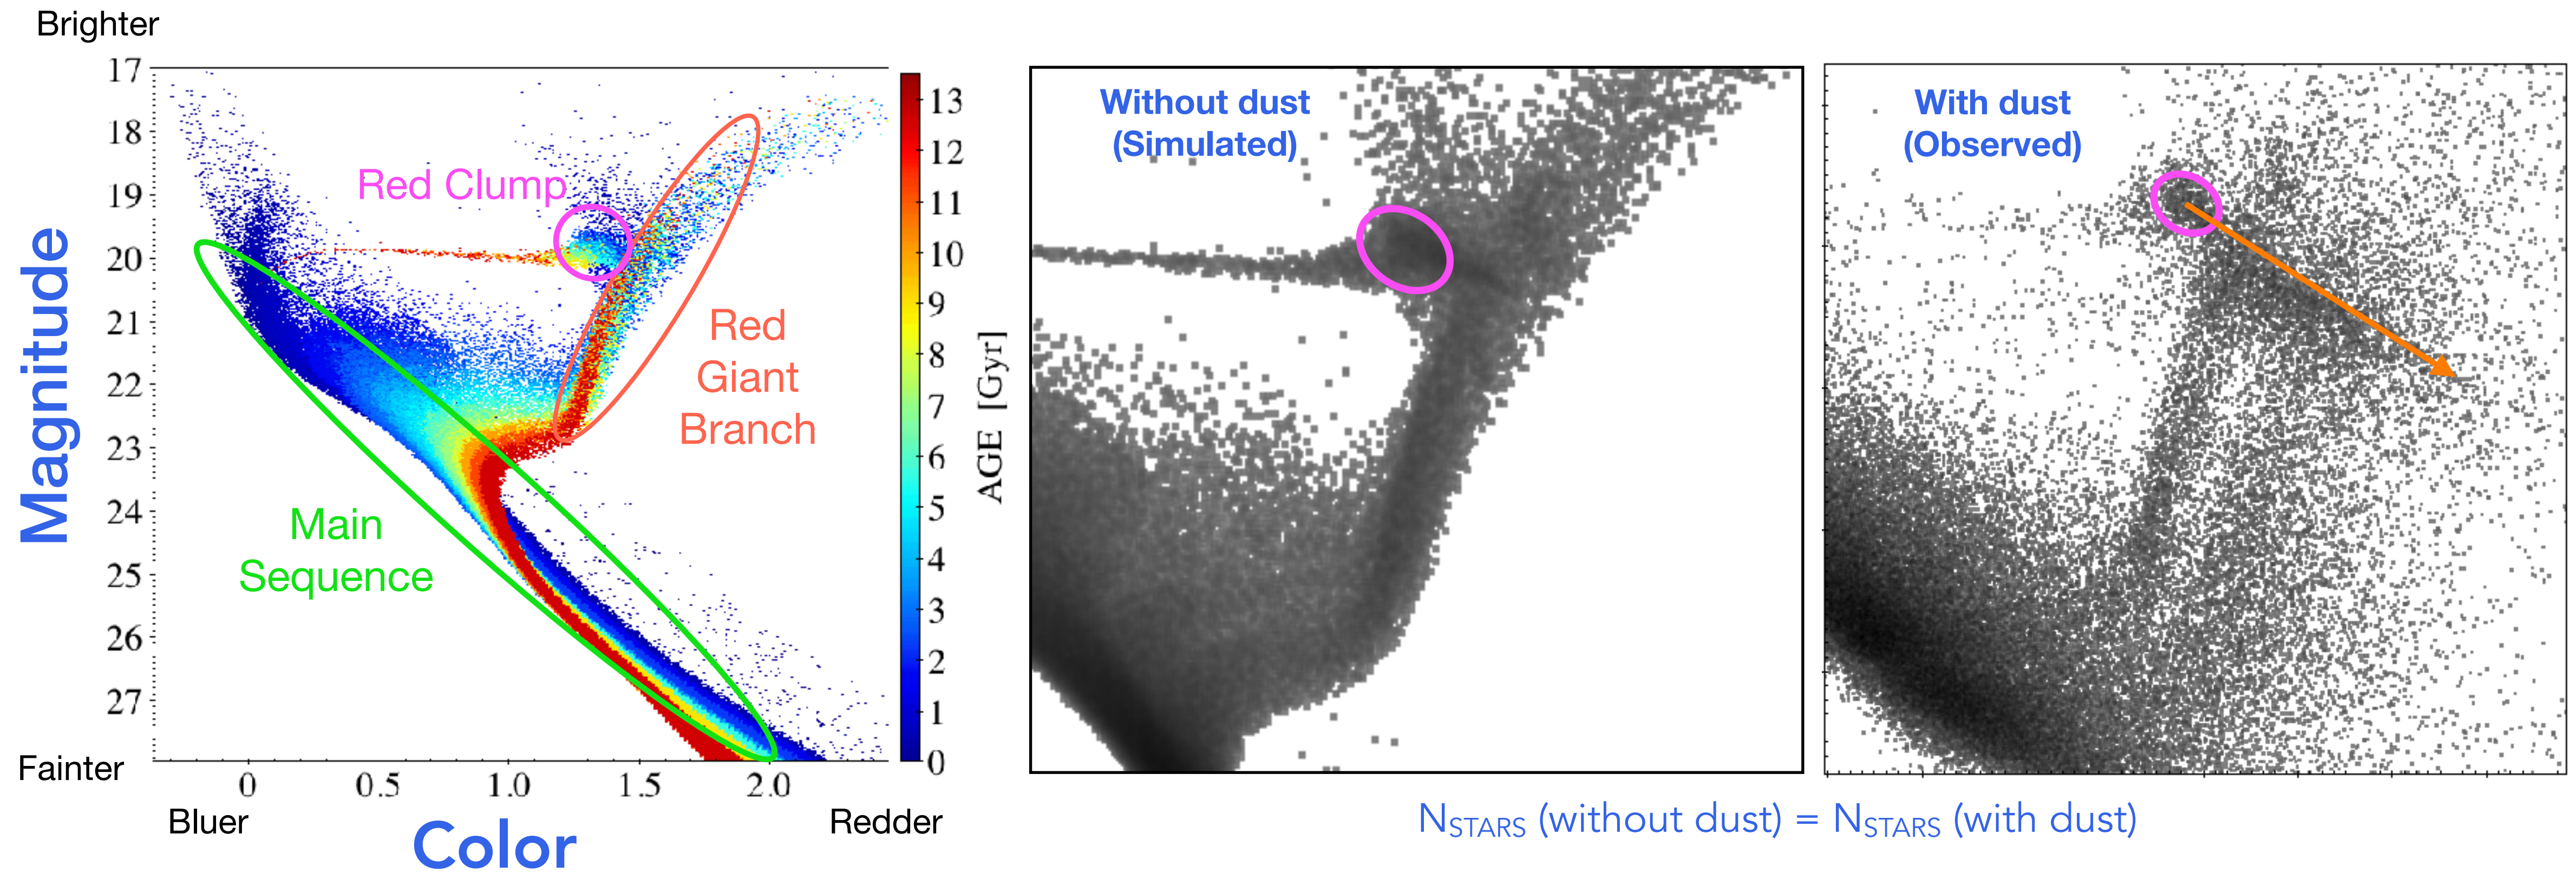 Brighter
17
18
19
20
21
22
23
24
25
26
27
Magnitude
Fainter
0
0.5
1.0
1.5
2.0
Bluer
Redder
Color
Red Clump
Red
Giant
Branch
Main
Sequence
13
12
11
10
9
8
7
6
5
4
3
2
1
0
AGE [Gyr]
Without dust
(Simulated)
With dust
(Observed)
NSTARS (without dust) = NSTARS (with dust)